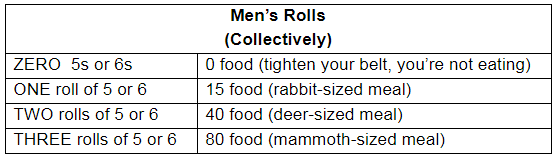 Men’s Rolls
(Collectively)
ZERO  5s or 6s 0 food (tighten your belt, you’re not eating)
ONE roll of 5 or 6 15 food (rabbit-sized meal)
TWO rolls of 5 or 6 40 food (deer-sized meal)
THREE rolls of 5 or 6 80 food (mammoth-sized meal)